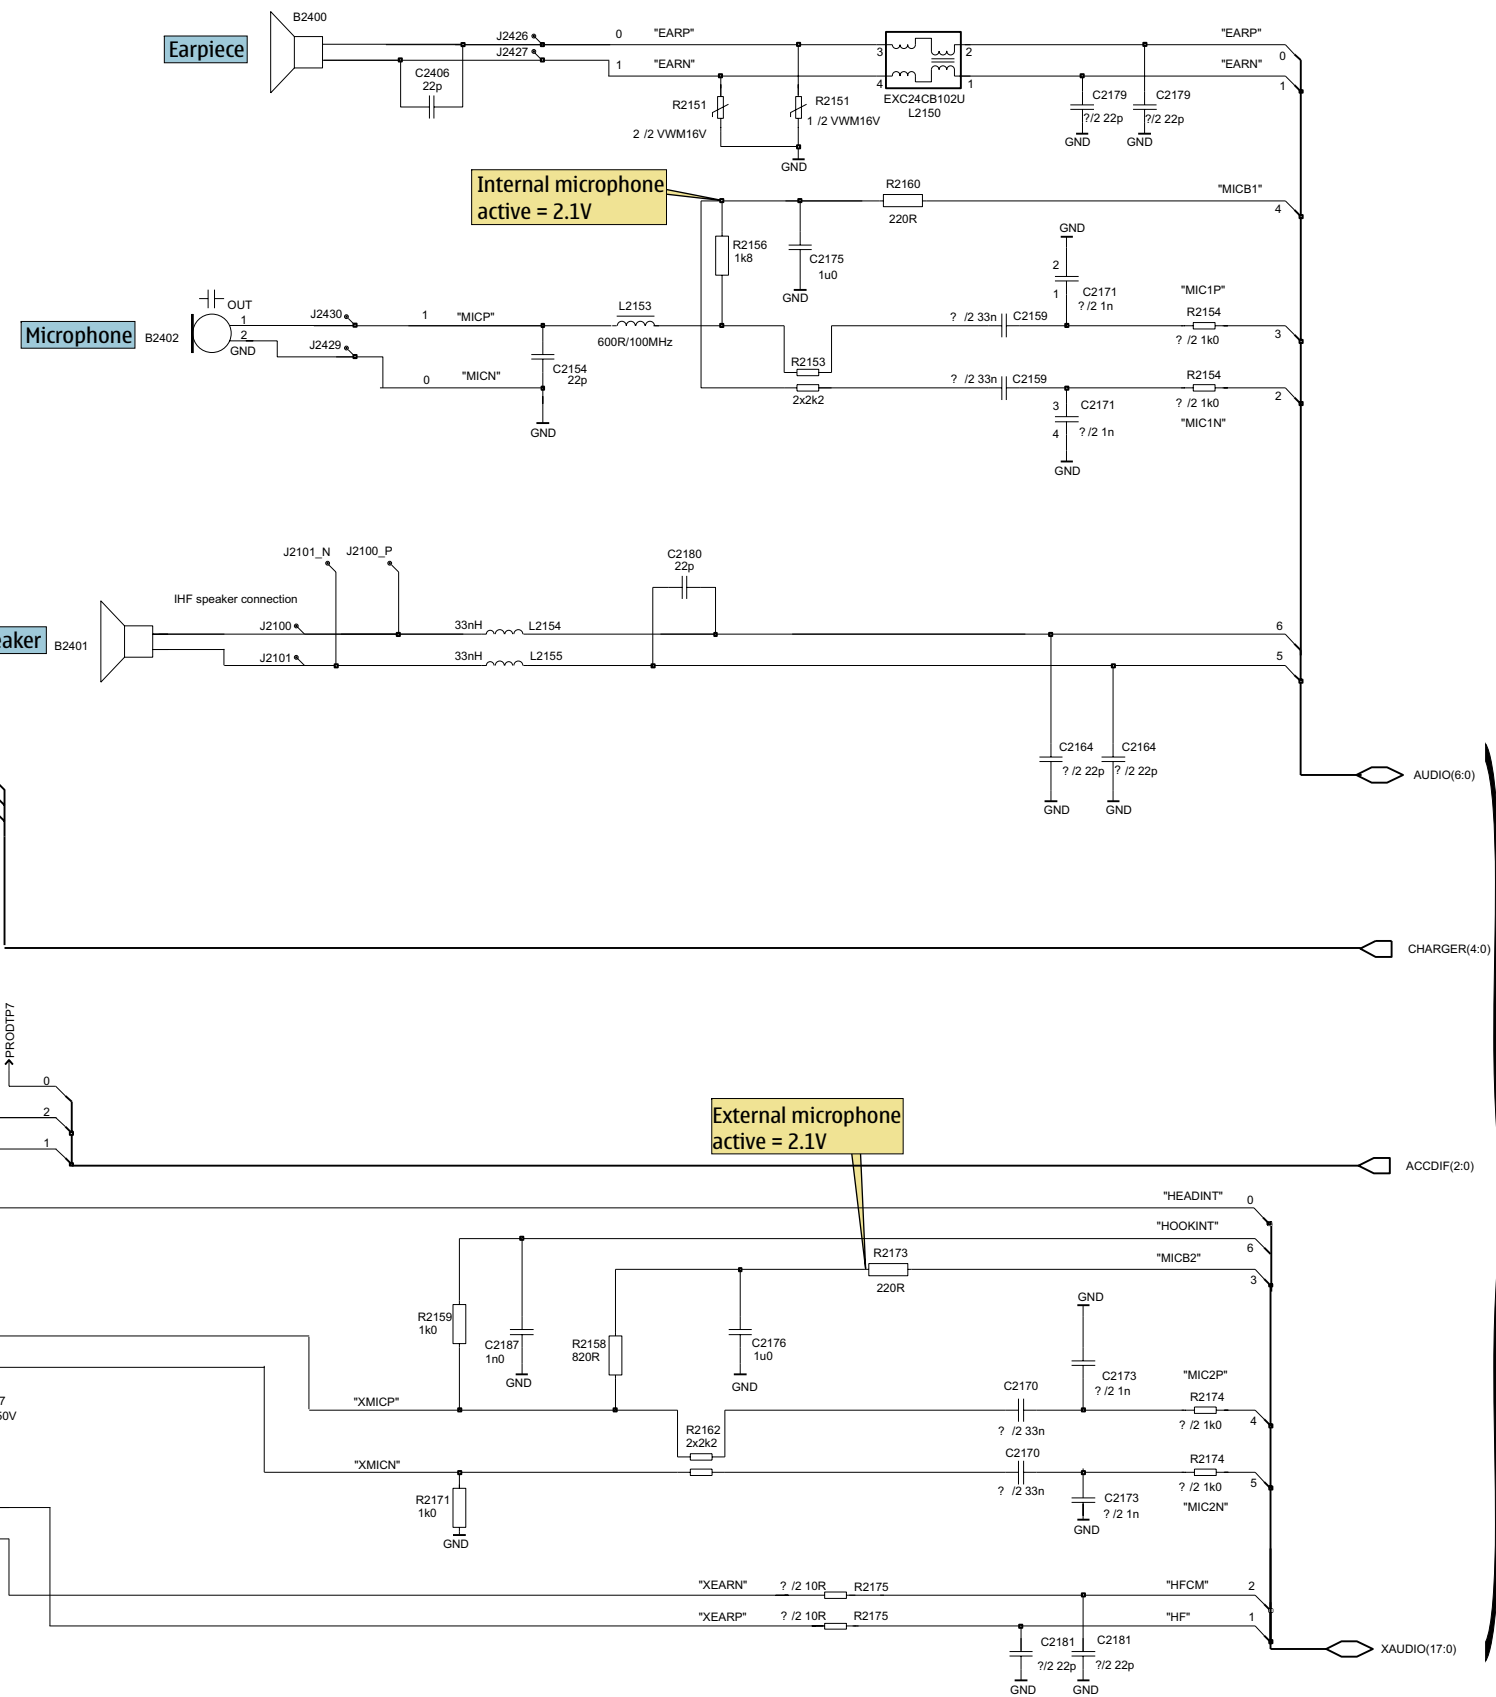 B2400
Earpiece
J2426
0
"EARP"
"EARP"
0
J2427
1
"EARN"
"EARN"
1
3
2
4
1
C2406
22p
R2151
2 /2 VWM16V
R2151
1 /2 VWM16V
EXC24CB102U
L2150
C2179
?/2 22p
C2179
?/2 22p
GND
GND
GND
Internal microphone
active = 2.1V
R2160
220R
"MICB1"
4
R2156
1k8
C2175
1u0
GND
GND
2
1
C2171
? /2 1n
"MIC1P"
R2154
? /2 1k0
3
OUT
Microphone
B2402
1
2
GND
J2430
1
"MICP"
L2153
600R/100MHz
? /2 33n
C2159
J2429
0
"MICN"
C2154
22p
GND
R2153
2x2k2
? /2 33n
C2159
3
4
C2171
? /2 1n
GND
R2154
? /2 1k0
"MIC1N"
2
J2101_N
J2100_P
C2180
22p
IHF speaker connection
eaker
B2401
J2100
33nH
L2154
6
J2101
33nH
L2155
5
C2164
? /2 22p
C2164
? /2 22p
GND
GND
AUDIO(6:0)
CHARGER(4:0)
PRODTP7
0
2
1
External microphone
active = 2.1V
ACCDIF(2:0)
"HEADINT"
0
"HOOKINT"
6
R2173
220R
"MICB2"
3
R2159
1k0
C2187
1n0
GND
R2158
820R
C2176
1u0
GND
GND
C2173
? /2 1n
"MIC2P"
R2174
? /2 1k0
4
7
50V
"XMICP"
R2162
2x2k2
C2170
? /2 33n
"XMICN"
C2170
? /2 33n
R2174
? /2 1k0
5
"MIC2N"
R2171
1k0
GND
C2173
? /2 1n
GND
"XEARN"
? /2 10R
R2175
"HFCM"
2
"XEARP"
? /2 10R
R2175
"HF"
1
C2181
?/2 22p
C2181
?/2 22p
GND
GND
XAUDIO(17:0)